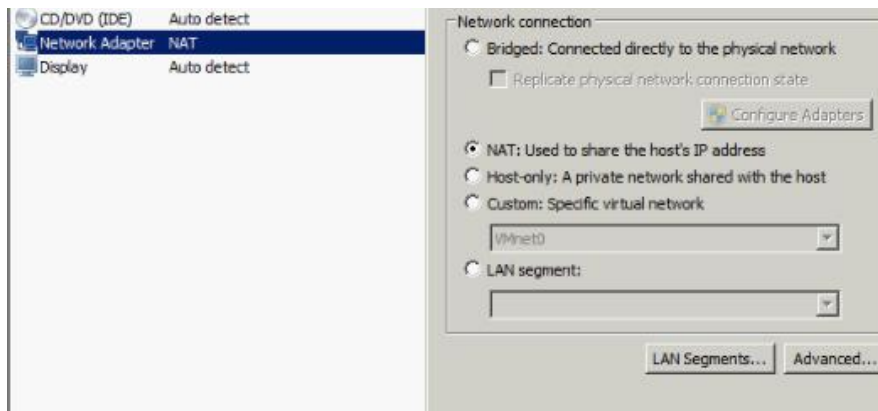 CD/DVD (IDE) Auto detect
Network Adapter NAT
Display Auto detect
Network connection
Bridged: Connected directly to the physical network
Replicate physical network connection state
Configure Adapters
NAT: Used to share the host's IP address
Host-only: A private network shared with the host
Custom: Specific virtual network
VMnet0
LAN segment:
LAN Segments... Advanced...